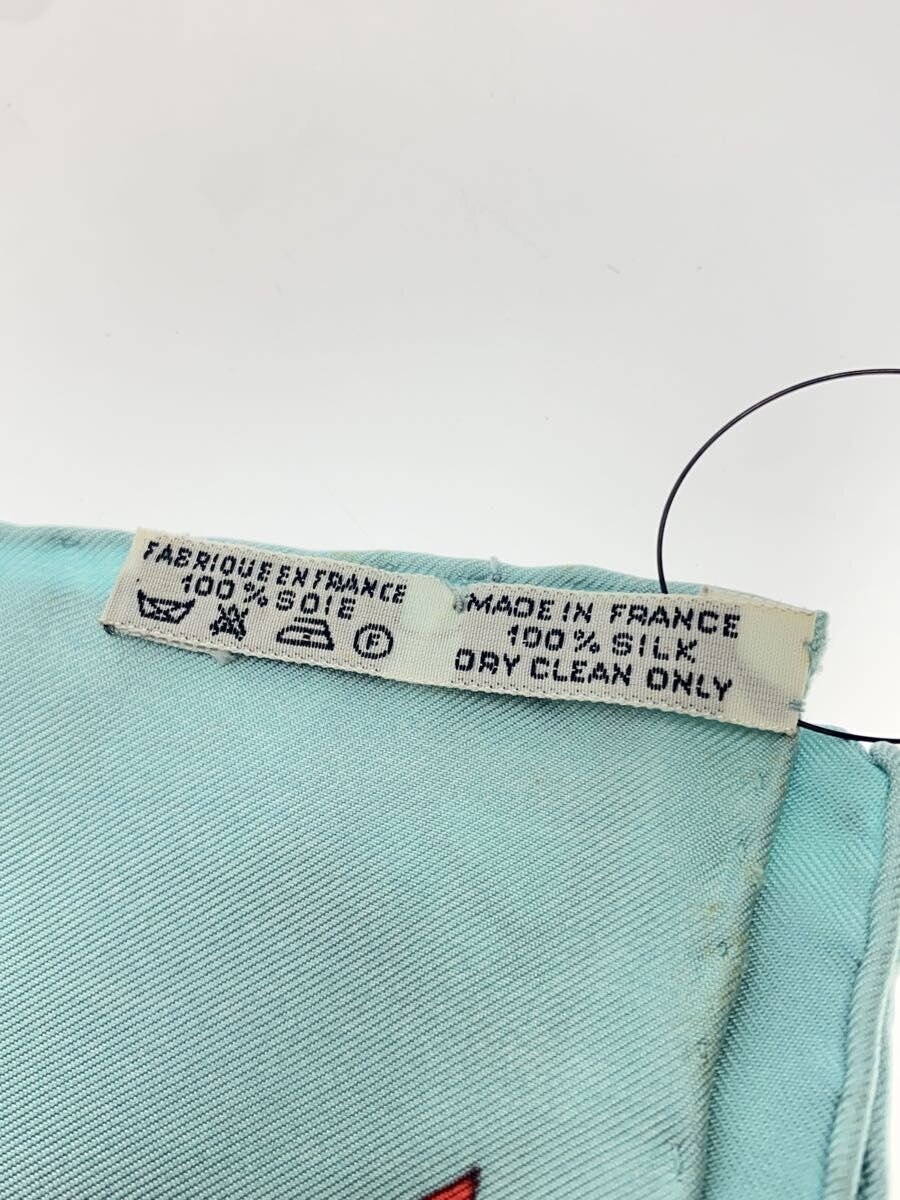 FABRIQUE EN FRANCE
100% SOIE
F
MADE IN FRANCE
100% SILK
DRY CLEAN ONLY